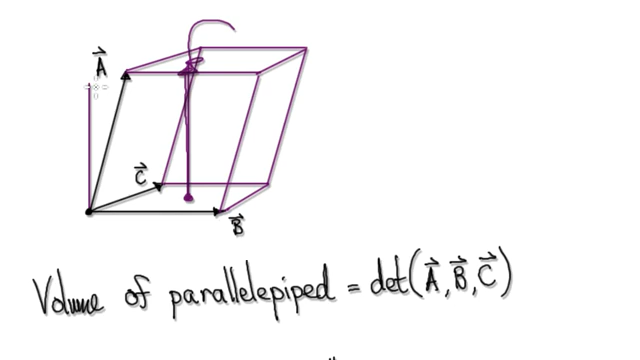 A⃗
C⃗
B⃗
Volume of parallelepiped = det(A⃗, B⃗, C⃗)